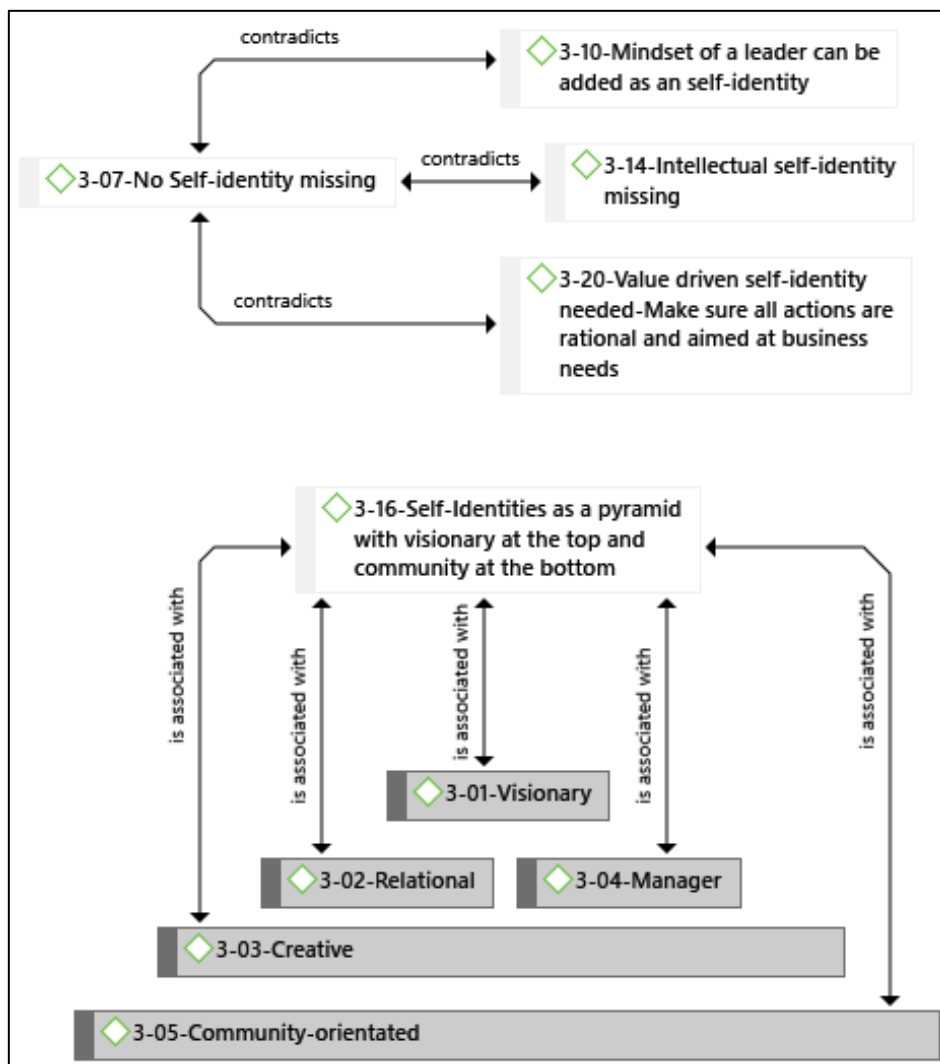 contradicts
3-10-Mindset of a leader can be
added as an self-identity
3-07-No Self-identity missing
contradicts
3-14-Intellectual self-identity
missing
contradicts
3-20-Value driven self-identity
needed-Make sure all actions are
rational and aimed at business
needs
3-16-Self-Identities as a pyramid
with visionary at the top and
community at the bottom
is associated with
is associated with
is associated with
is associated with
is associated with
3-01-Visionary
3-02-Relational
3-04-Manager
3-03-Creative
3-05-Community-orientated